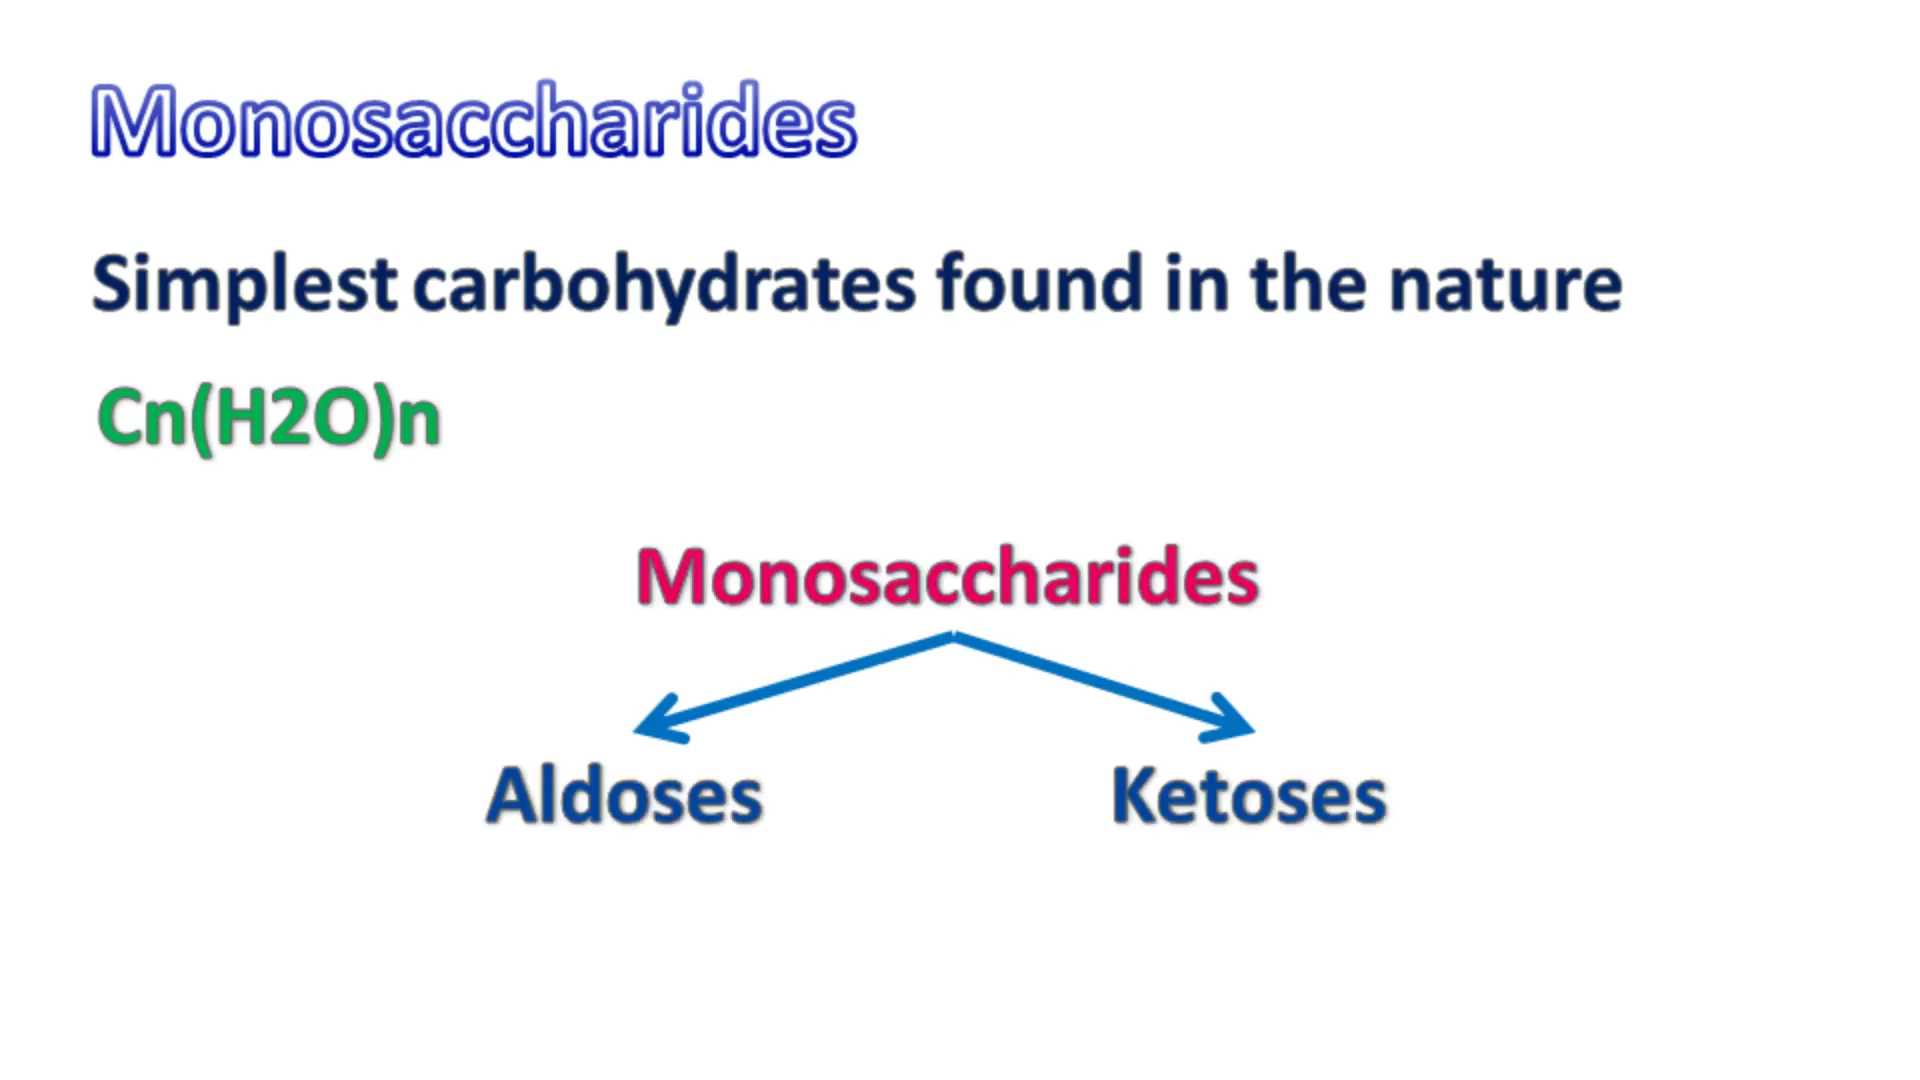 Monosaccharides
Simplest carbohydrates found in the nature
Cn(H2O)n
Monosaccharides
Aldoses Ketoses